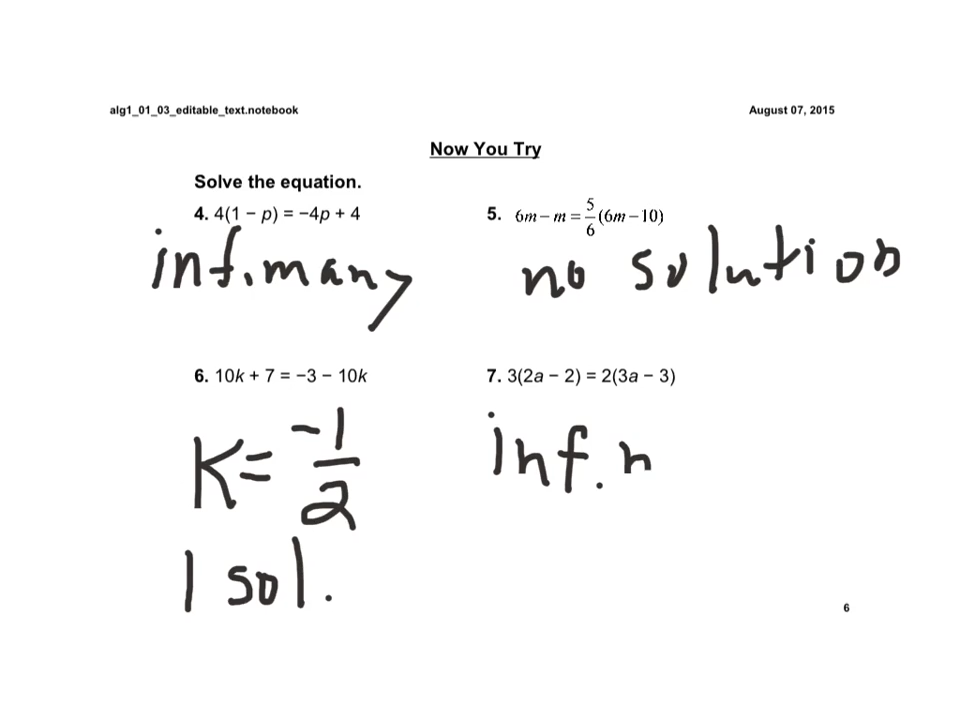 alg1_01_03_editable_text.notebook August 07, 2015
Now You Try
Solve the equation.
4. 4(1 − p) = −4p + 4
5. 6m − m = 5/6 (6m − 10)
inf. many
no solution
6. 10k + 7 = −3 − 10k
7. 3(2a − 2) = 2(3a − 3)
K = -1/2
inf. m
1 sol.
6